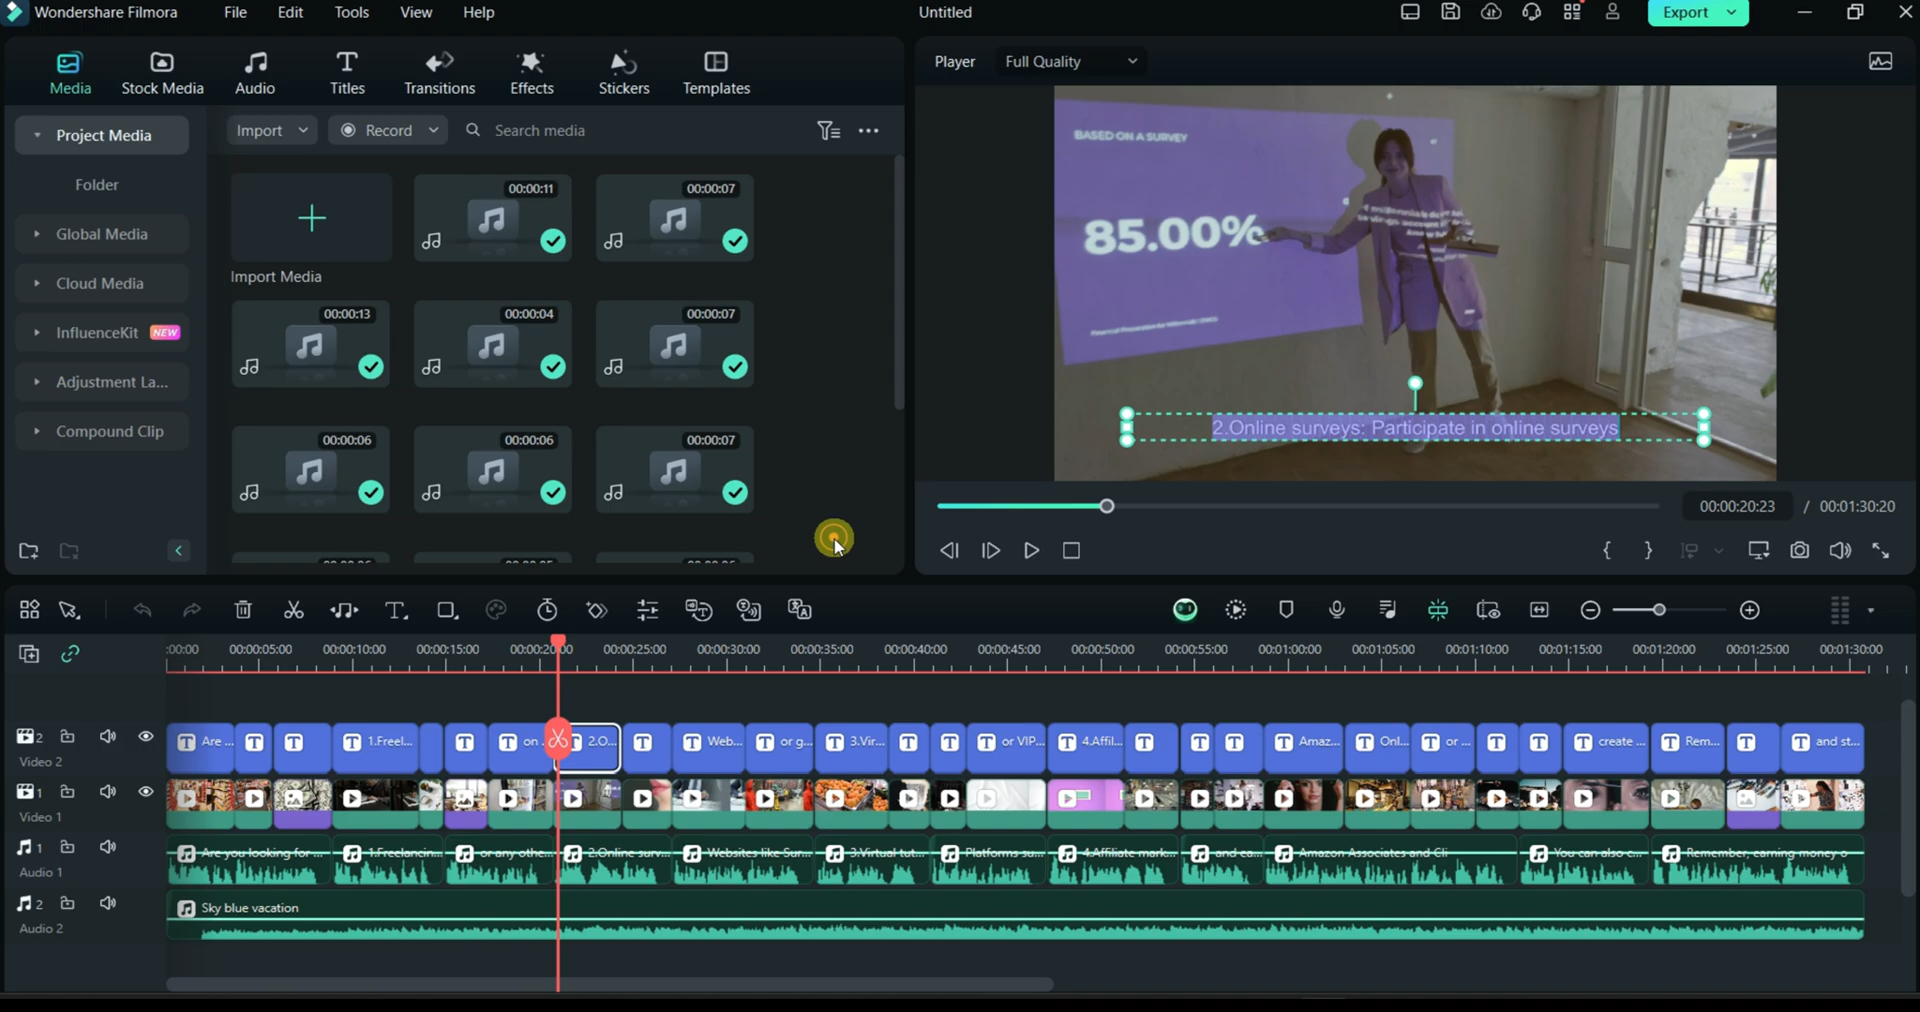 Wondershare Filmora File Edit Tools View Help Untitled Export
Media Stock Media Audio Titles Transitions Effects Stickers Templates
Player Full Quality
Project Media
Import Record Search media
Folder
Global Media
Cloud Media
InfluenceKit NEW
Adjustment La...
Compound Clip
00:00:11 00:00:07
Import Media
00:00:13 00:00:04 00:00:07
00:00:06 00:00:06 00:00:07
BASED ON A SURVEY
85.00%
2.Online surveys: Participate in online surveys
00:00:20:23 / 00:01:30:20
:00:00 00:00:05:00 00:00:10:00 00:00:15:00 00:00:20:00 00:00:25:00 00:00:30:00 00:00:35:00 00:00:40:00 00:00:45:00 00:00:50:00 00:00:55:00 00:01:00:00 00:01:05:00 00:01:10:00 00:01:15:00 00:01:20:00 00:01:25:00 00:01:30:00
2 Are ... 1.Freel... on . 2.O... Web... or g... 3.Vir... or VIP... 4.Affil... Amaz... Onl... or ... create ... Rem... and st...
Video 2
1
Video 1
1 Are you looking for ... 1.Freelancin... or any othe... 2.Online surv... Websites like Sur... 3.Virtual tut... Platforms su... 4.Affiliate mark... and ea... Amazon Associates and Cli You can also c... Remember, earning money o
Audio 1
2 Sky blue vacation
Audio 2